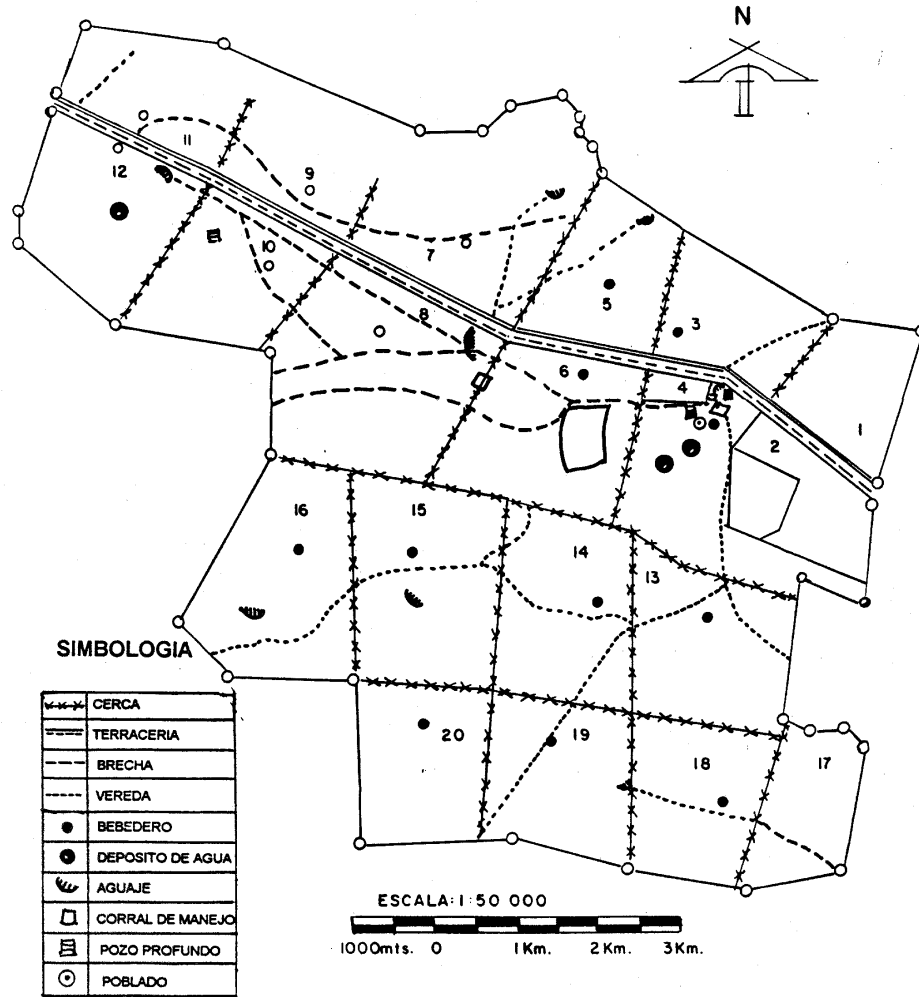 N
11
12
9
10
7
8
5
3
6
4
1
2
16
15
14
13
20
19
18
17
SIMBOLOGIA
CERCA
TERRACERIA
BRECHA
VEREDA
BEBEDERO
DEPOSITO DE AGUA
AGUAJE
CORRAL DE MANEJO
POZO PROFUNDO
POBLADO
ESCALA: 1:50 000
1000mts. 0 1Km. 2Km. 3Km.